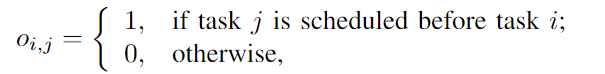 o_{i,j} = { 1, if task j is scheduled before task i;
0, otherwise,